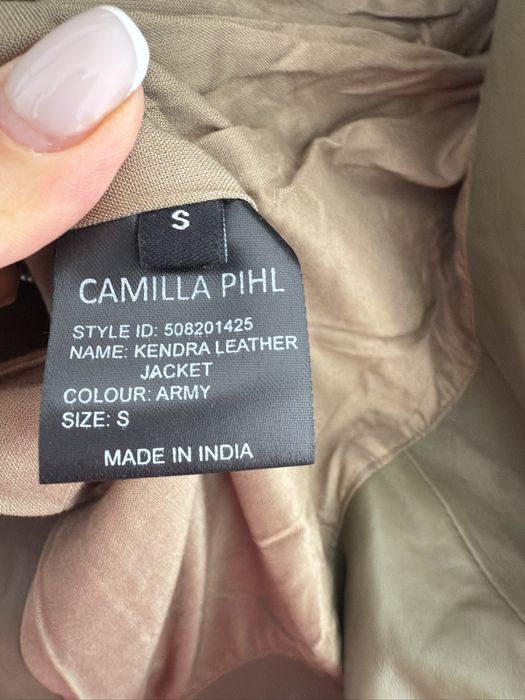 S
CAMILLA PIHL
STYLE ID: 508201425
NAME: KENDRA LEATHER
JACKET
COLOUR: ARMY
SIZE: S
MADE IN INDIA